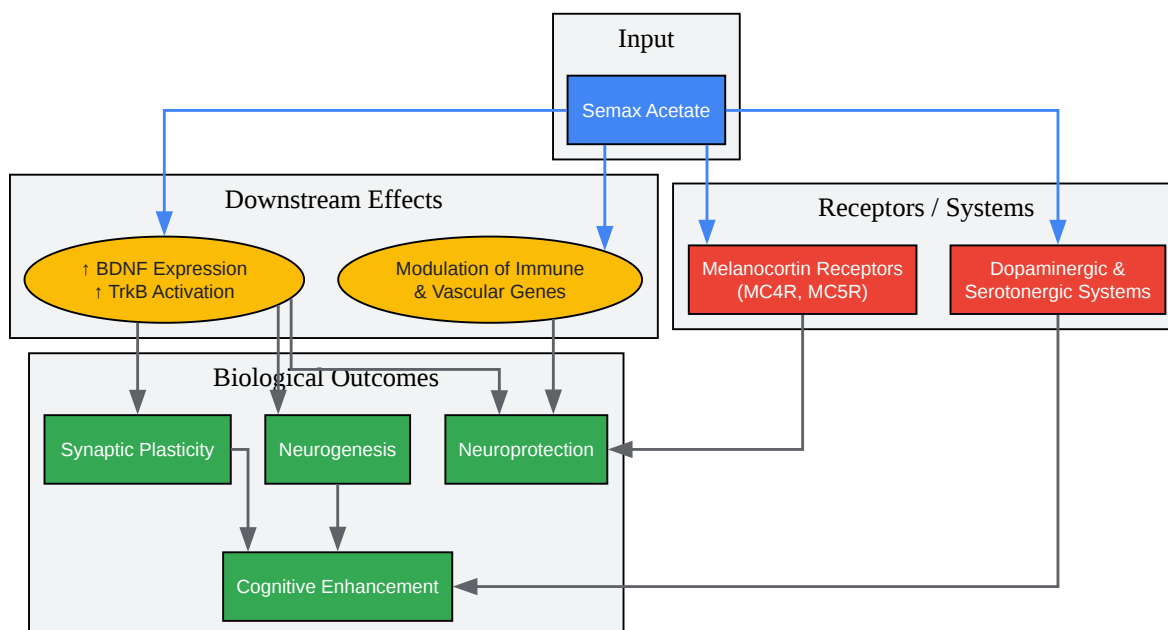 Input
Semax Acetate
Downstream Effects
Receptors / Systems
↑ BDNF Expression
↑ TrkB Activation
Modulation of Immune
& Vascular Genes
Melanocortin Receptors
(MC4R, MC5R)
Dopaminergic &
Serotonergic Systems
Biological Outcomes
Synaptic Plasticity
Neurogenesis
Neuroprotection
Cognitive Enhancement